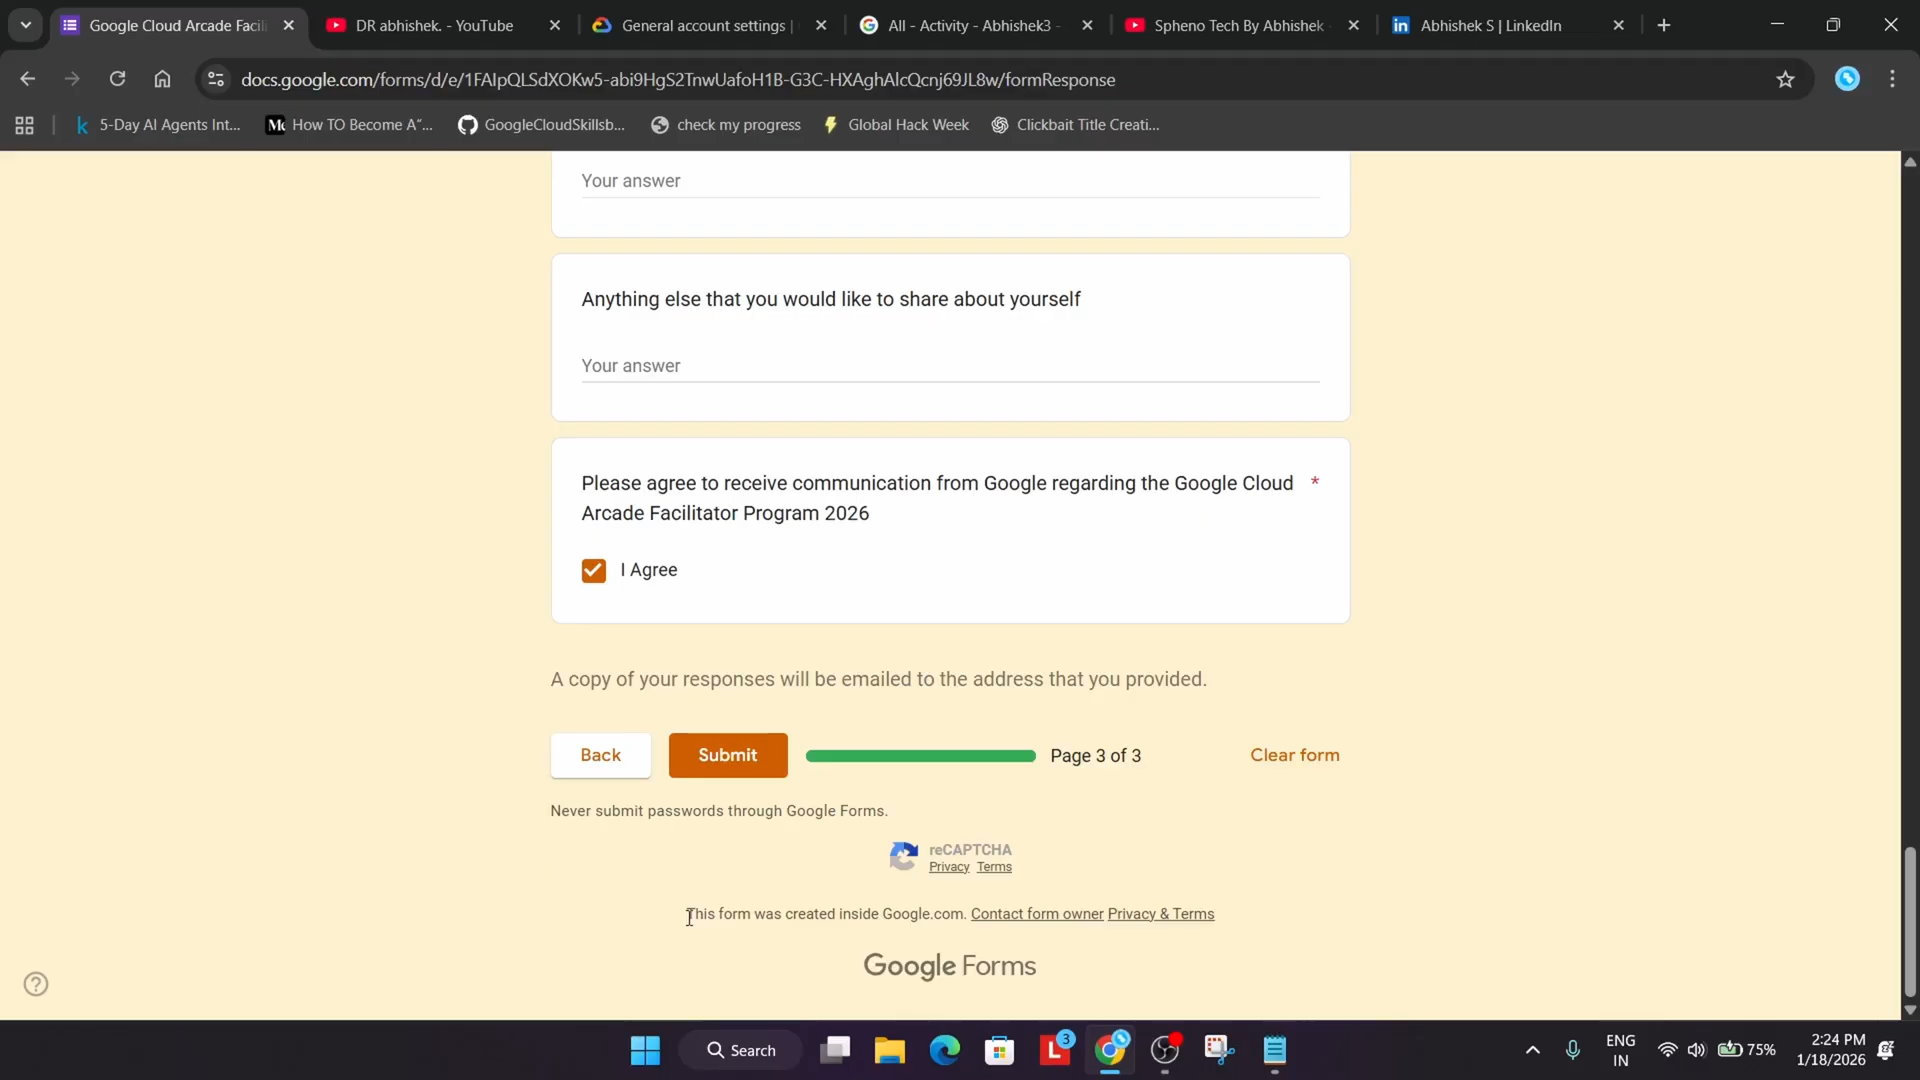 Google Cloud Arcade Facili
DR abhishek. - YouTube
General account settings |
All - Activity - Abhishek3 -
Spheno Tech By Abhishek
Abhishek S | LinkedIn
docs.google.com/forms/d/e/1FAIpQLSdXOKw5-abi9HgS2TnwUafoH1B-G3C-HXAghAlcQcnj69JL8w/formResponse
5-Day AI Agents Int...
How TO Become A“...
GoogleCloudSkillsb...
check my progress
Global Hack Week
Clickbait Title Creati...
Your answer
Anything else that you would like to share about yourself
Your answer
Please agree to receive communication from Google regarding the Google Cloud *
Arcade Facilitator Program 2026
I Agree
A copy of your responses will be emailed to the address that you provided.
Back
Submit
Page 3 of 3
Clear form
Never submit passwords through Google Forms.
reCAPTCHA
Privacy Terms
This form was created inside Google.com. Contact form owner Privacy & Terms
Google Forms
Search
3
ENG
IN
75%
2:24 PM
1/18/2026